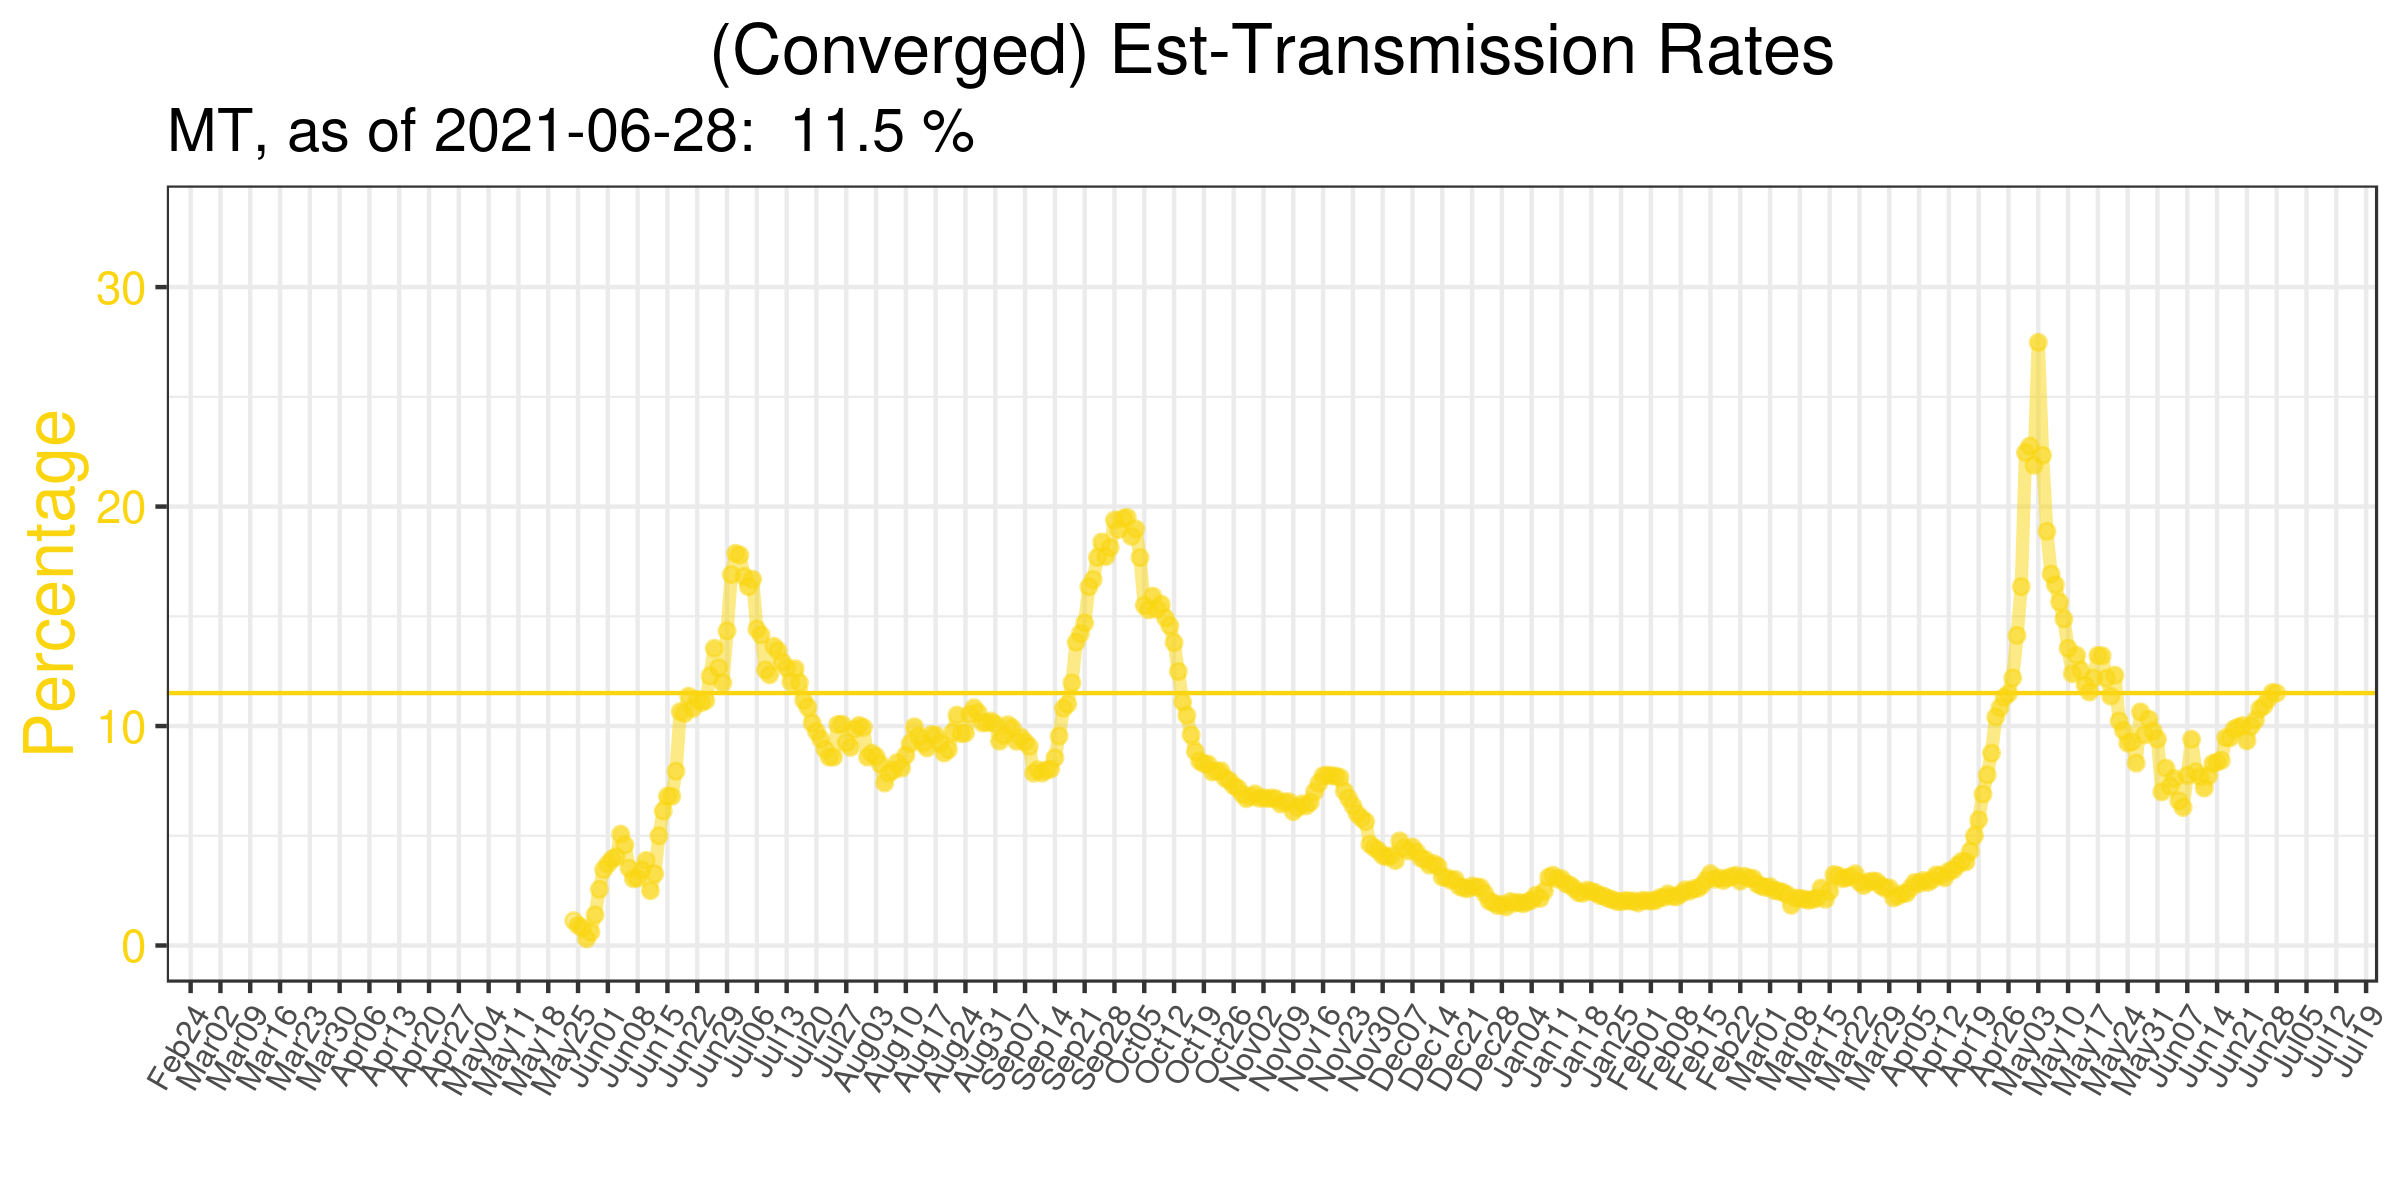 (Converged) Est-Transmission Rates
MT, as of 2021-06-28:  11.5 %
Percentage
30
20
10
0
Feb24
Mar02
Mar09
Mar16
Mar23
Mar30
Apr06
Apr13
Apr20
Apr27
May04
May11
May18
May25
Jun01
Jun08
Jun15
Jun22
Jun29
Jul06
Jul13
Jul20
Jul27
Aug03
Aug10
Aug17
Aug24
Aug31
Sep07
Sep14
Sep21
Sep28
Oct05
Oct12
Oct19
Oct26
Nov02
Nov09
Nov16
Nov23
Nov30
Dec07
Dec14
Dec21
Dec28
Jan04
Jan11
Jan18
Jan25
Feb01
Feb08
Feb15
Feb22
Mar01
Mar08
Mar15
Mar22
Mar29
Apr05
Apr12
Apr19
Apr26
May03
May10
May17
May24
May31
Jun07
Jun14
Jun21
Jun28
Jul05
Jul12
Jul19